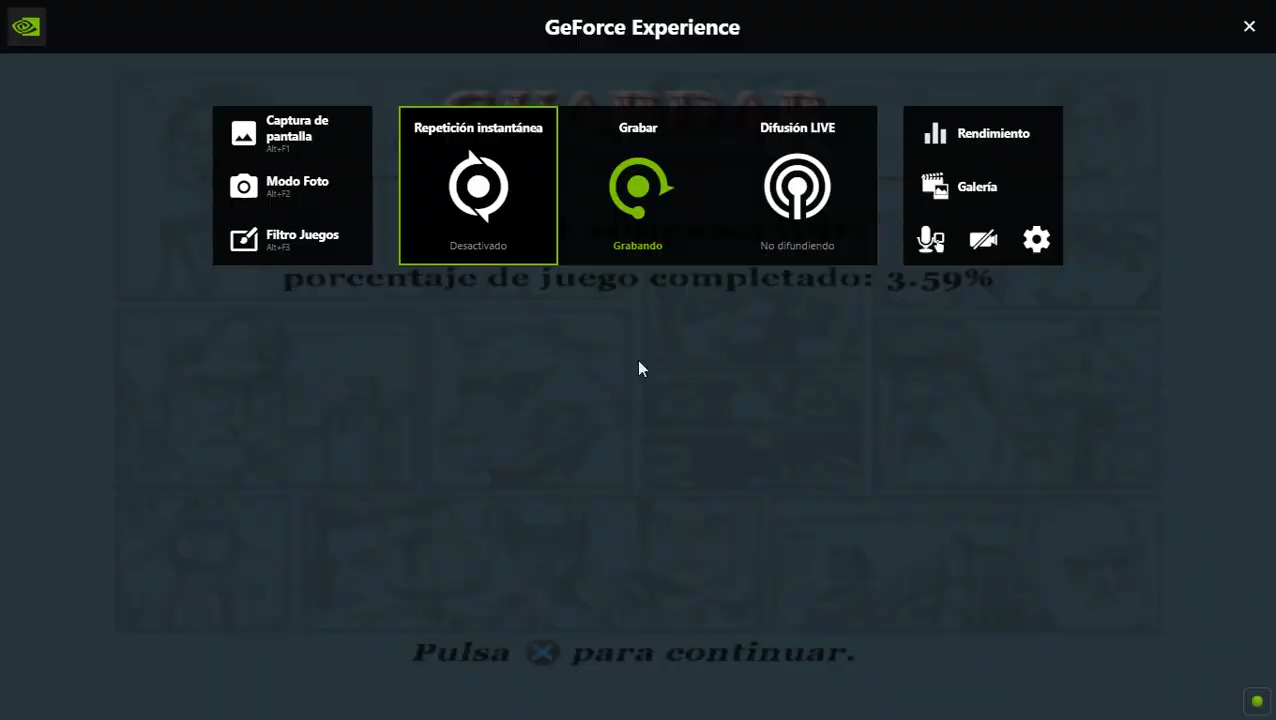 GeForce Experience
GUARDAR
Captura de
pantalla
Alt+F1
Modo Foto
Alt+F2
Filtro Juegos
Alt+F3
Repetición instantánea
Desactivado
Grabar
Grabando
Difusión LIVE
No difundiendo
Rendimiento
Galería
porcentaje de juego completado: 3.59%
Pulsa para continuar.